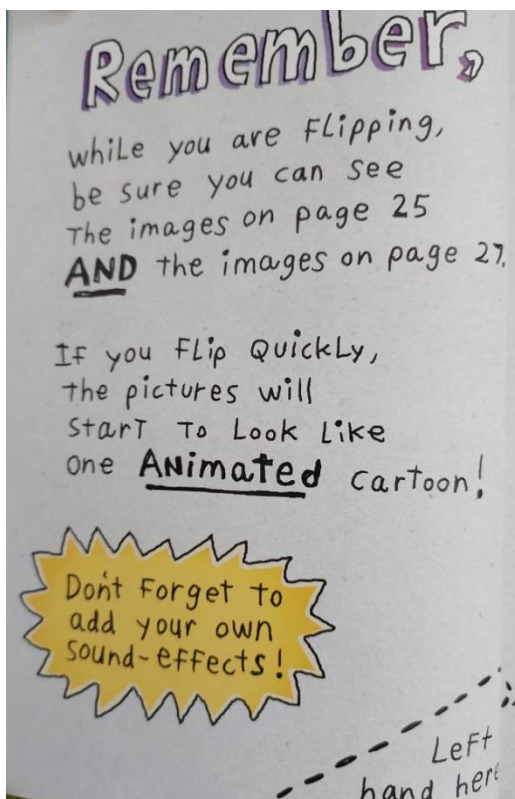 Remember,
while you are Flipping,
be sure you can see
The images on page 25
AND the images on page 27.
If you Flip Quickly,
the pictures will
Start To Look Like
one Animated cartoon!
Don't Forget to
add your own
Sound-effects!
Left
hand here